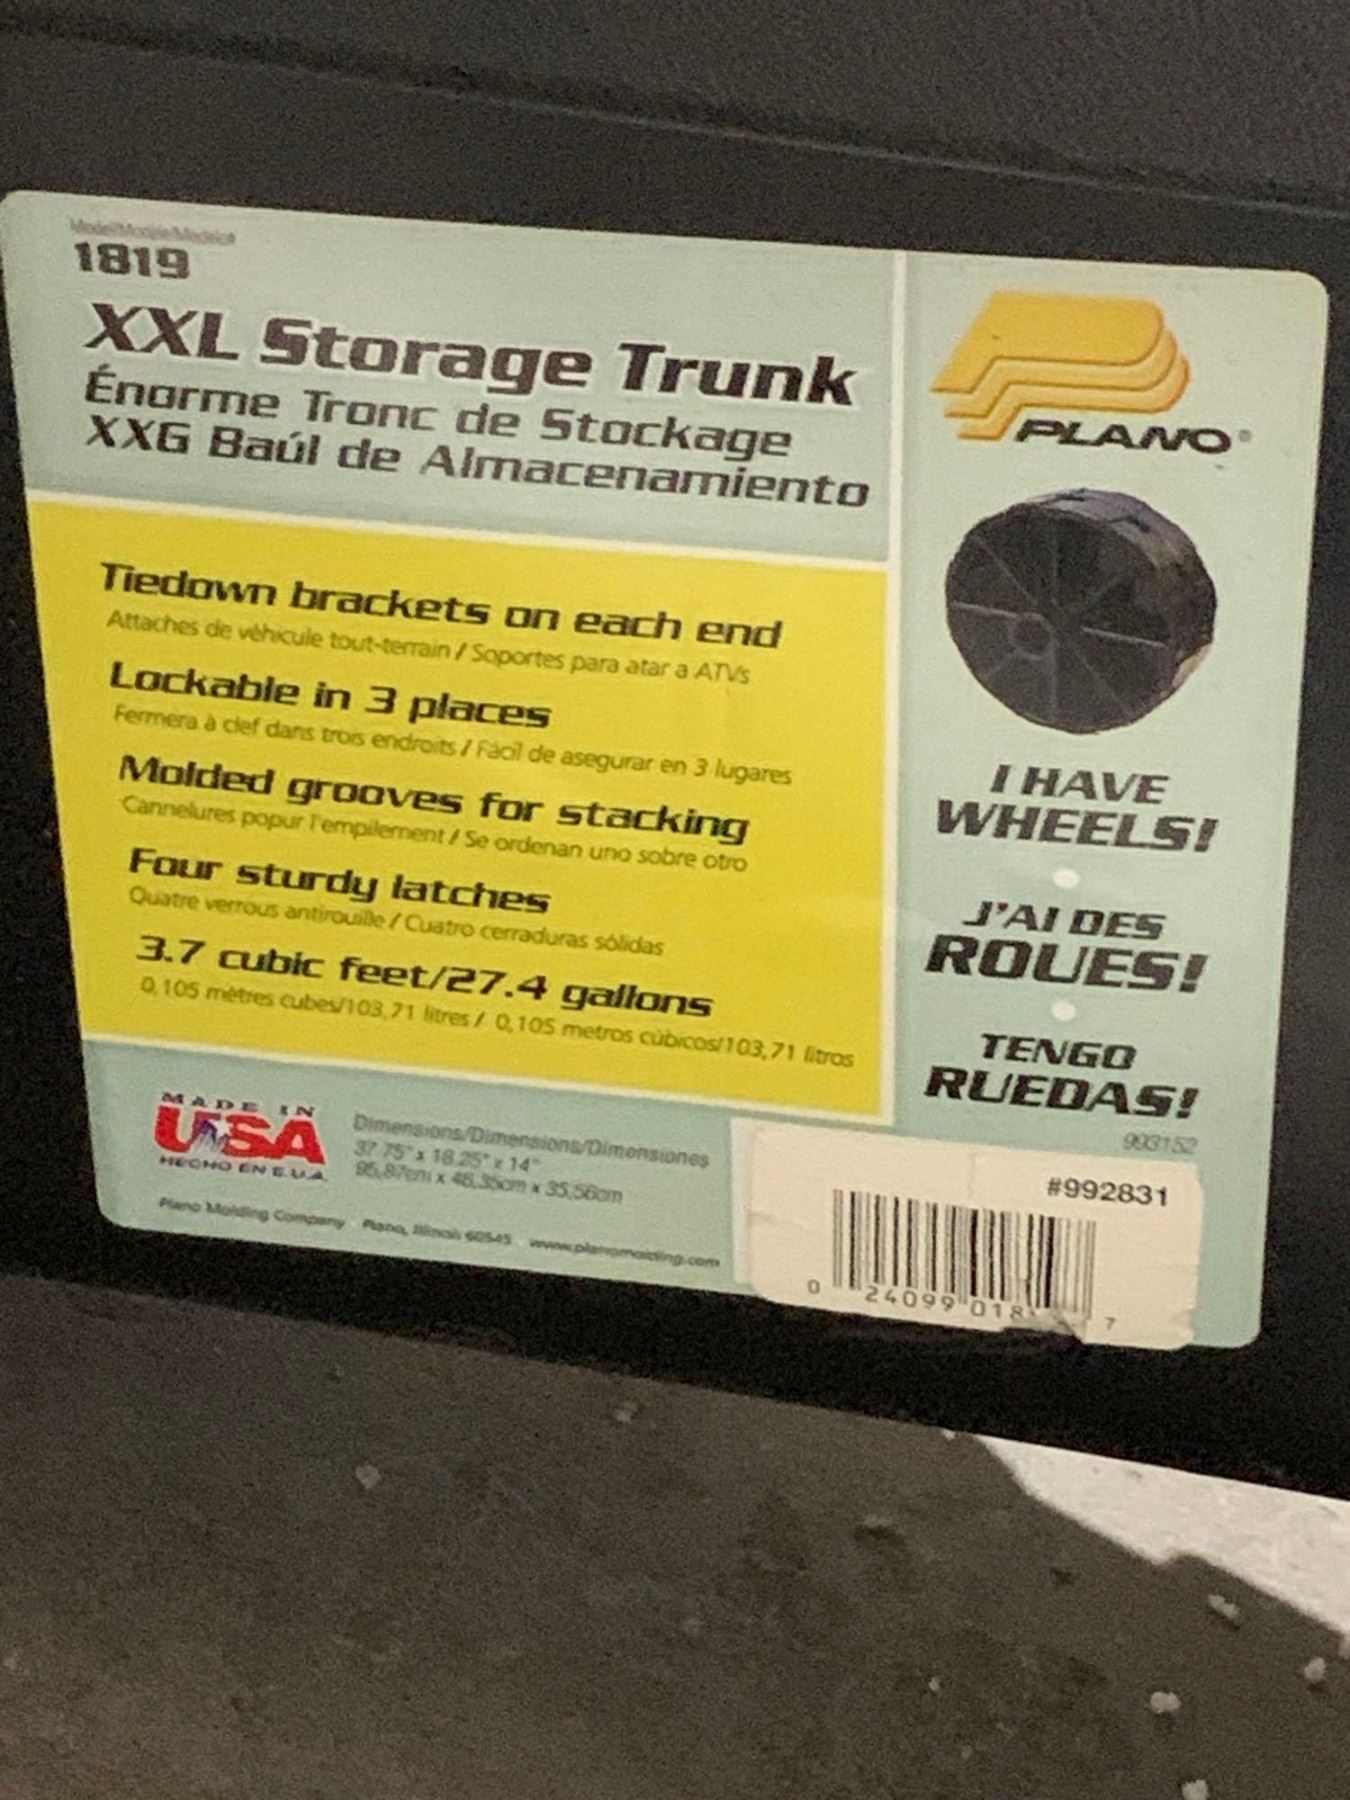 Model/Modèle/Modelo#
1819
XXL Storage Trunk
Énorme Tronc de Stockage
XXG Baúl de Almacenamiento
Tiedown brackets on each end
Attaches de véhicule tout-terrain / Soportes para atar a ATVs
Lockable in 3 places
Fermera à clef dans trois endroits / Fácil de asegurar en 3 lugares
Molded grooves for stacking
Cannelures popur l'empilement / Se ordenan uno sobre otro
Four sturdy latches
Quatre verrous antirouille / Cuatro cerraduras sólidas
3.7 cubic feet/27.4 gallons
0,105 mètres cubes/103,71 litres / 0,105 metros cúbicos/103,71 litros
MADE IN
USA
HECHO EN E.U.A.
Dimensions/Dimensions/Dimensiones
37.75" x 18.25" x 14"
95,87cm x 46,35cm x 35,56cm
Plano Molding Company Plano, Illinois 60545 www.planomolding.com
PLANO®
I HAVE
WHEELS!
J'AI DES
ROUES!
TENGO
RUEDAS!
993152
#992831
0 24099 018 7